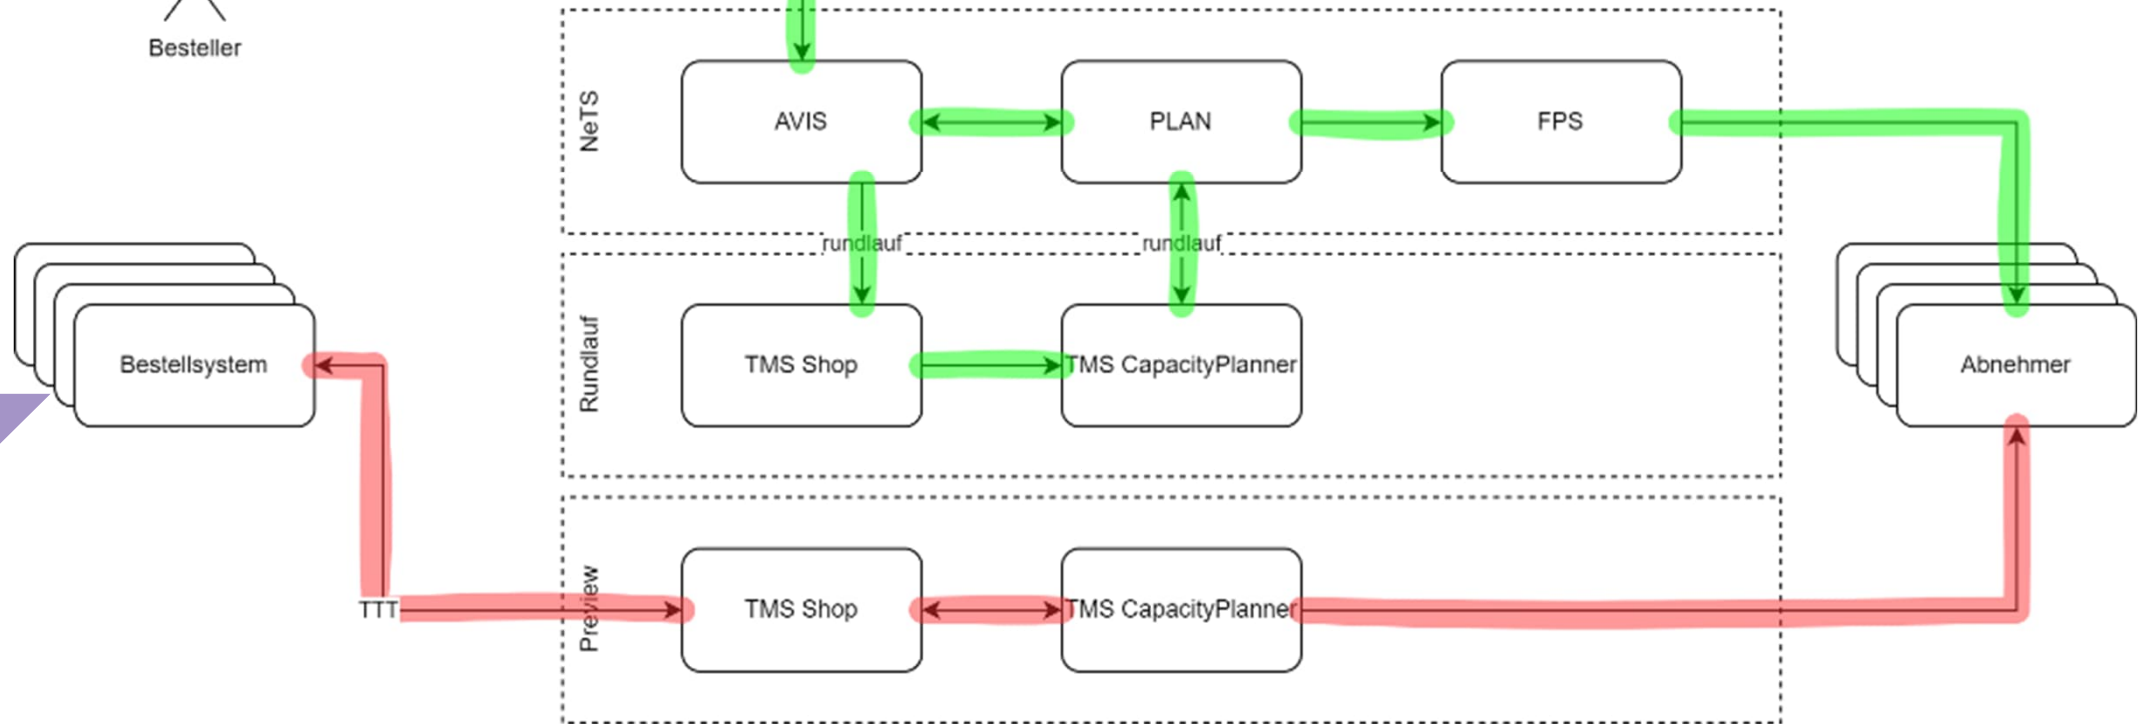 Besteller
NeTS
AVIS
PLAN
FPS
rundlauf
rundlauf
Bestellsystem
Rundlauf
TMS Shop
TMS CapacityPlanner
Abnehmer
TTT
Preview
TMS Shop
TMS CapacityPlanner